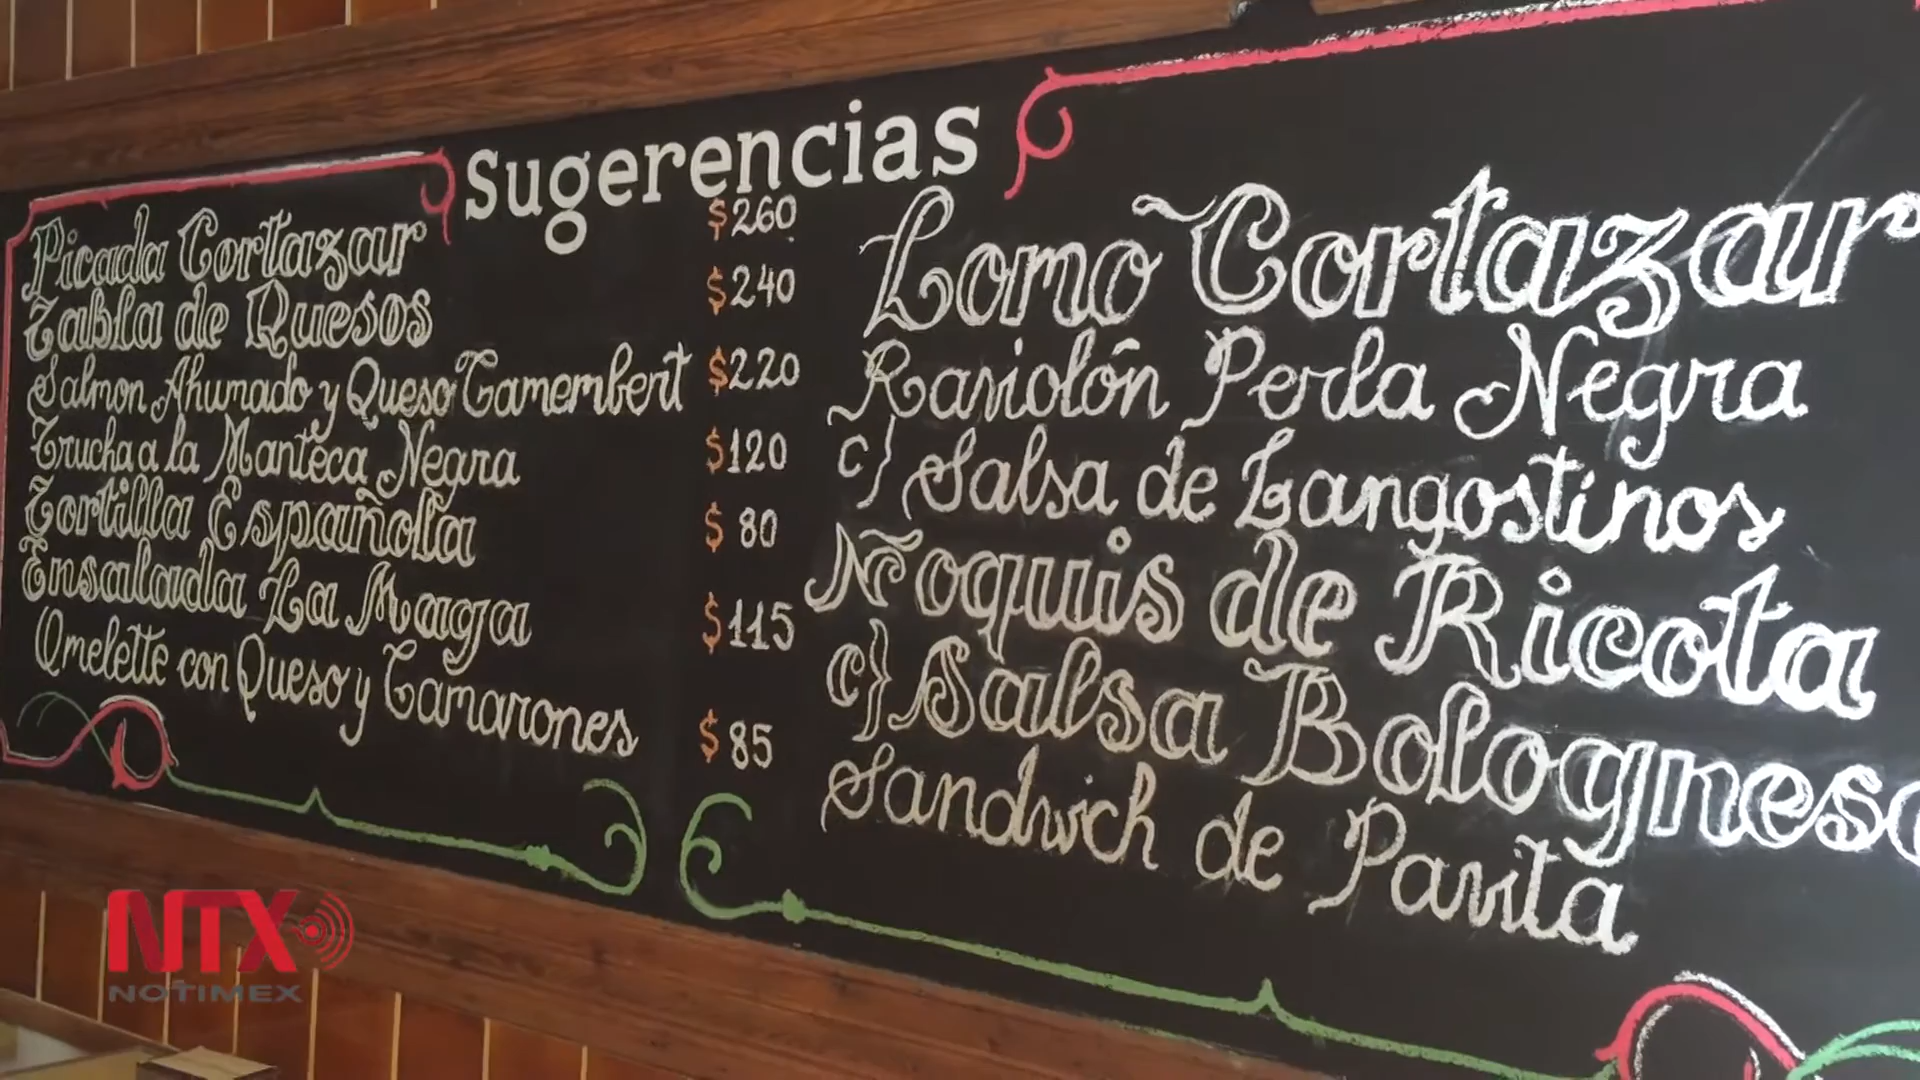 Sugerencias
Picada Cortazar $260
Tabla de Quesos $240
Salmon Ahumado y Queso Camembert $220
Trucha a la Manteca Negra $120
Tortilla Española $80
Ensalada La Maga $115
Omelette con Queso y Camarones $85
Lomo Cortazar
Raviolón Perla Negra
c/ Salsa de Langostinos
Ñoquis de Ricota
c/ Salsa Bolognesa
Sandwich de Pavita
NTX
NOTIMEX